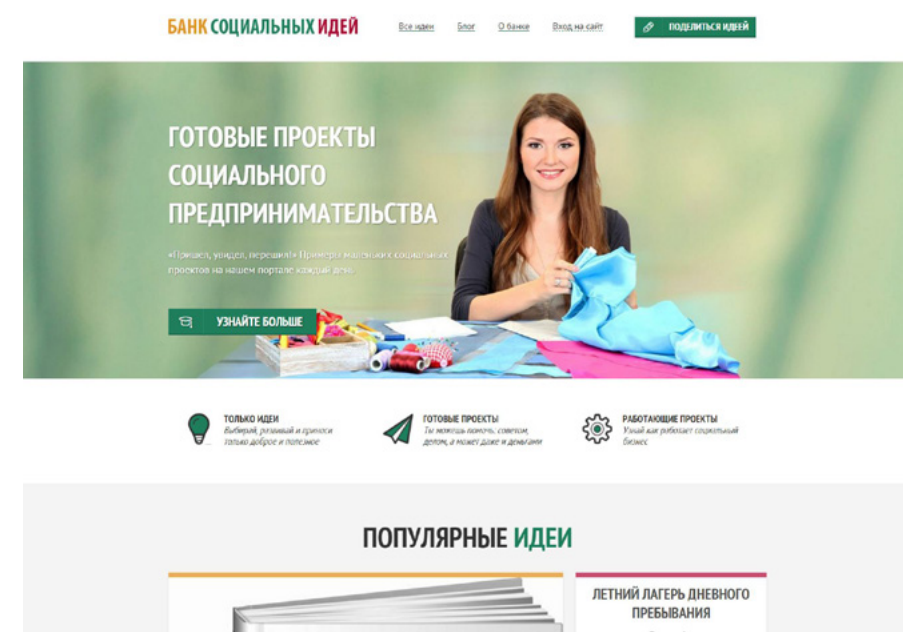 БАНК СОЦИАЛЬНЫХ ИДЕЙ
Все идеи Блог О банке Вход на сайт ПОДЕЛИТЬСЯ ИДЕЕЙ
ГОТОВЫЕ ПРОЕКТЫ
СОЦИАЛЬНОГО
ПРЕДПРИНИМАТЕЛЬСТВА
«Пришел, увидел, перешил!» Примеры маленьких социальных
проектов на нашем портале каждый день
УЗНАЙТЕ БОЛЬШЕ
ТОЛЬКО ИДЕИ
Выбирай, развивай и приноси
только доброе и полезное
ГОТОВЫЕ ПРОЕКТЫ
Ты можешь помочь: советом,
делом, а может даже и деньгами
РАБОТАЮЩИЕ ПРОЕКТЫ
Узнай как работает социальный
бизнес
ПОПУЛЯРНЫЕ ИДЕИ
ЛЕТНИЙ ЛАГЕРЬ ДНЕВНОГО
ПРЕБЫВАНИЯ